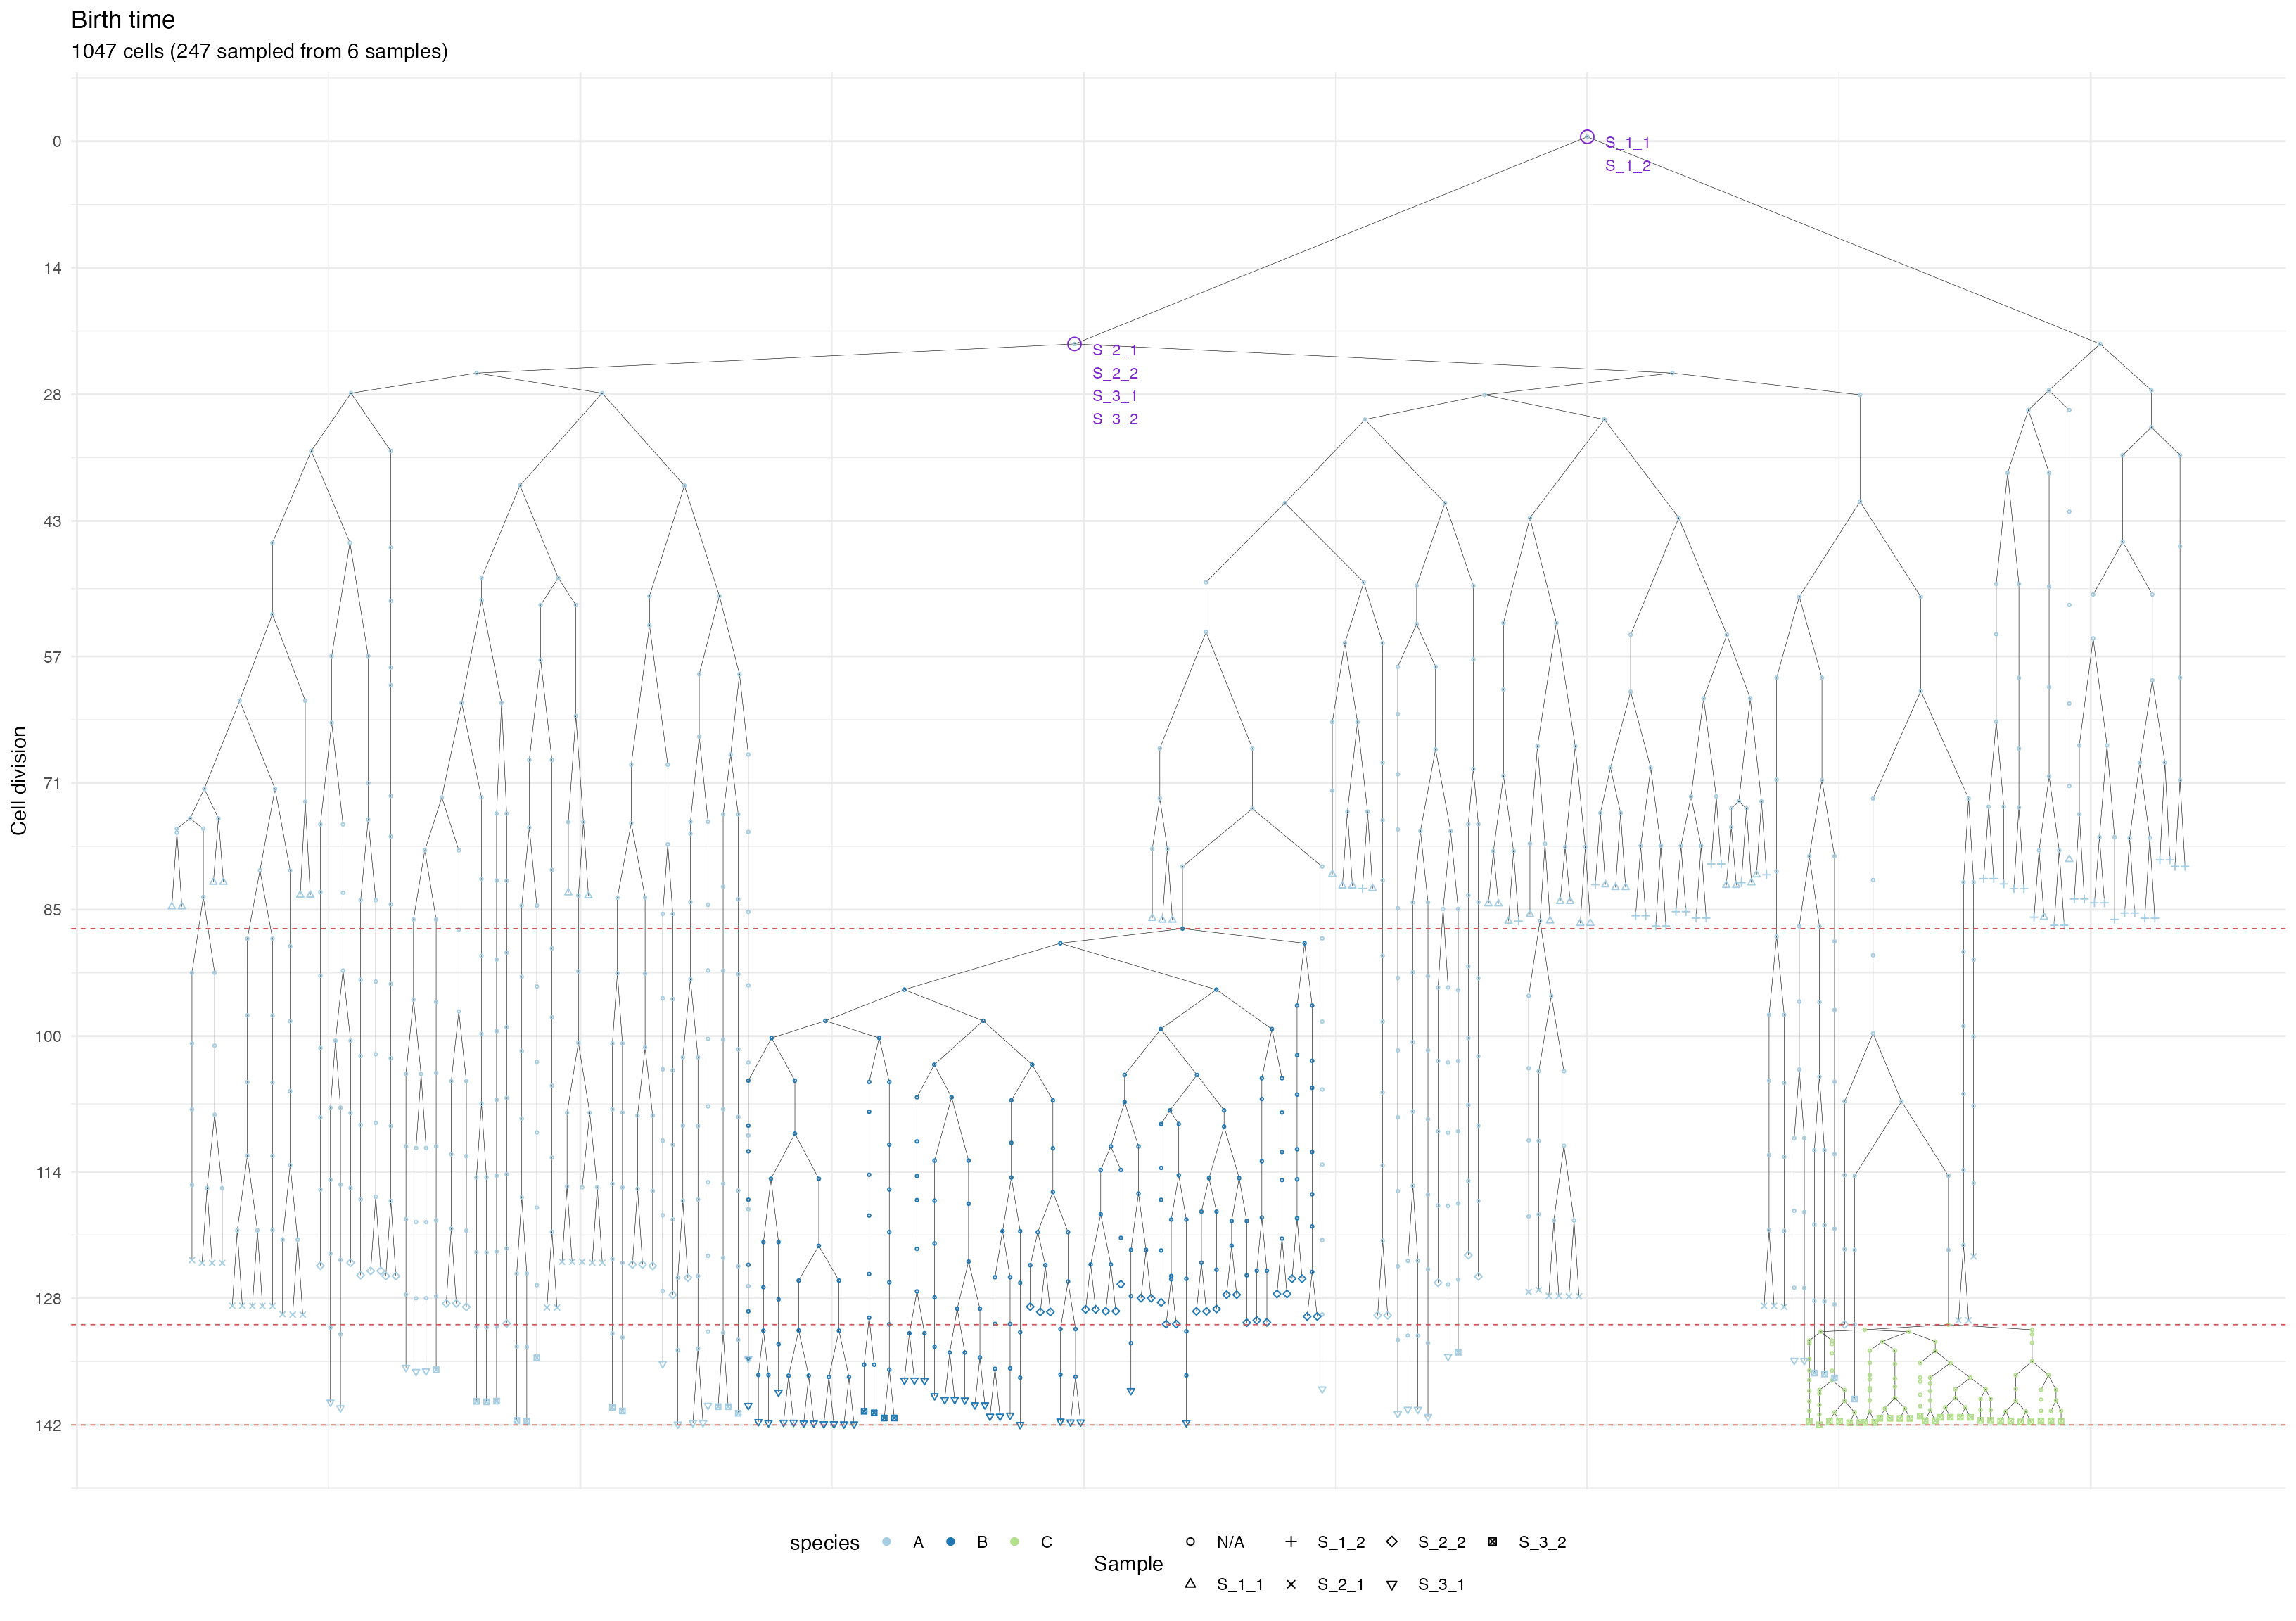 Birth time
1047 cells (247 sampled from 6 samples)
0
14
28
43
57
71
85
100
114
128
142
Cell division
S_1_1
S_1_2
S_2_1
S_2_2
S_3_1
S_3_2
species A B C
Sample
N/A S_1_2 S_2_2 S_3_2
S_1_1 S_2_1 S_3_1